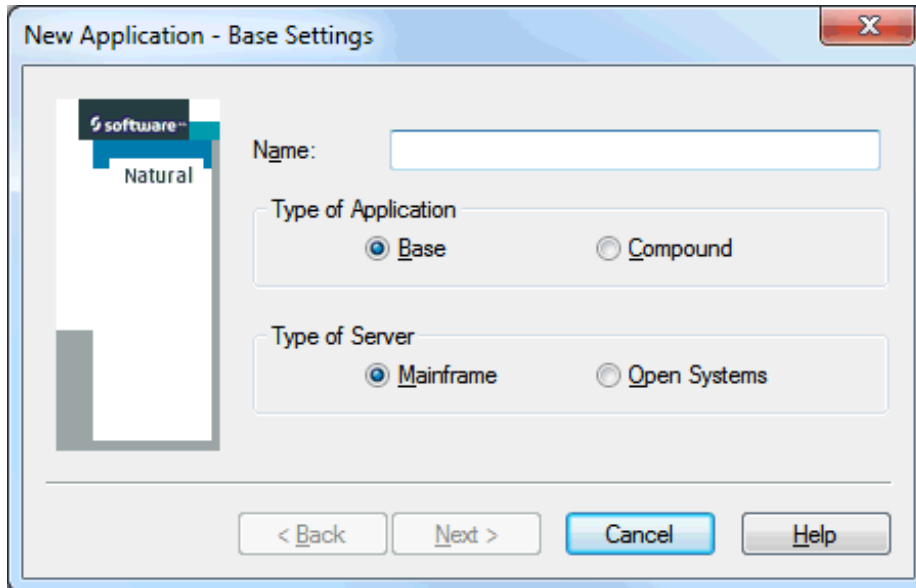 New Application - Base Settings
software
Natural
Name:
Type of Application
Base Compound
Type of Server
Mainframe Open Systems
< Back Next > Cancel Help